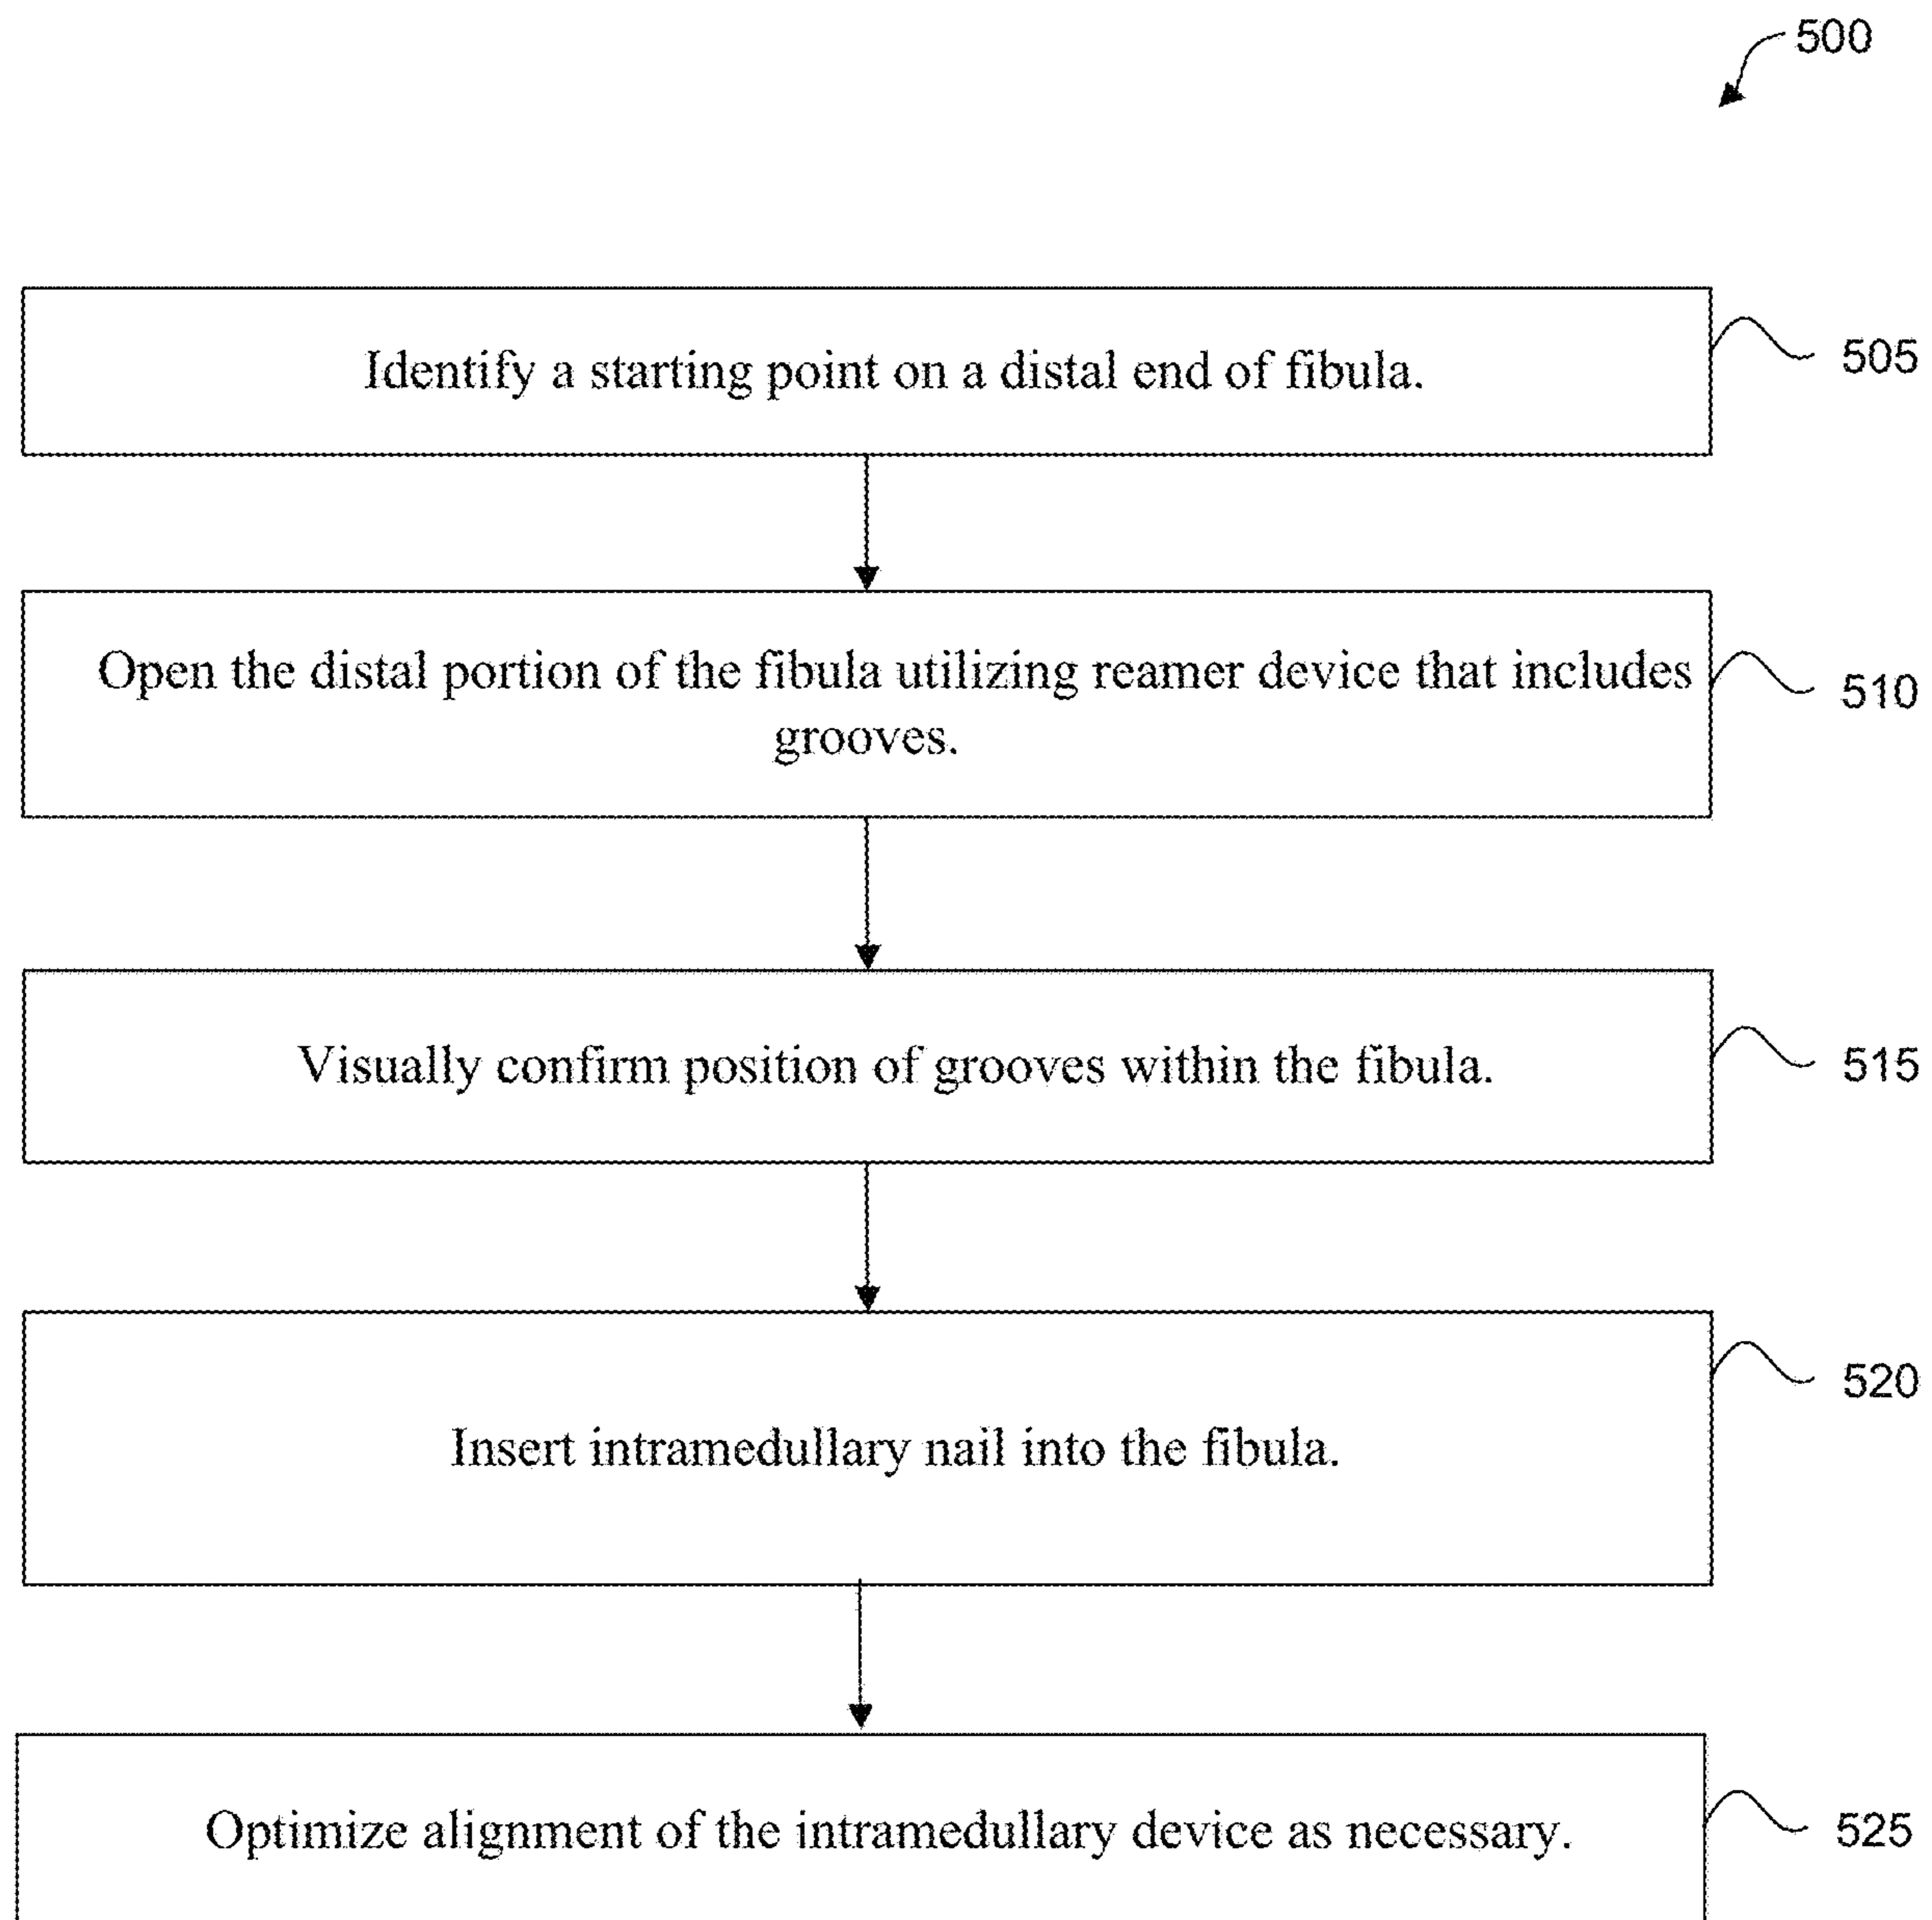 500
Identify a starting point on a distal end of fibula.
505
Open the distal portion of the fibula utilizing reamer device that includes
grooves.
510
Visually confirm position of grooves within the fibula.
515
Insert intramedullary nail into the fibula.
520
Optimize alignment of the intramedullary device as necessary.
525